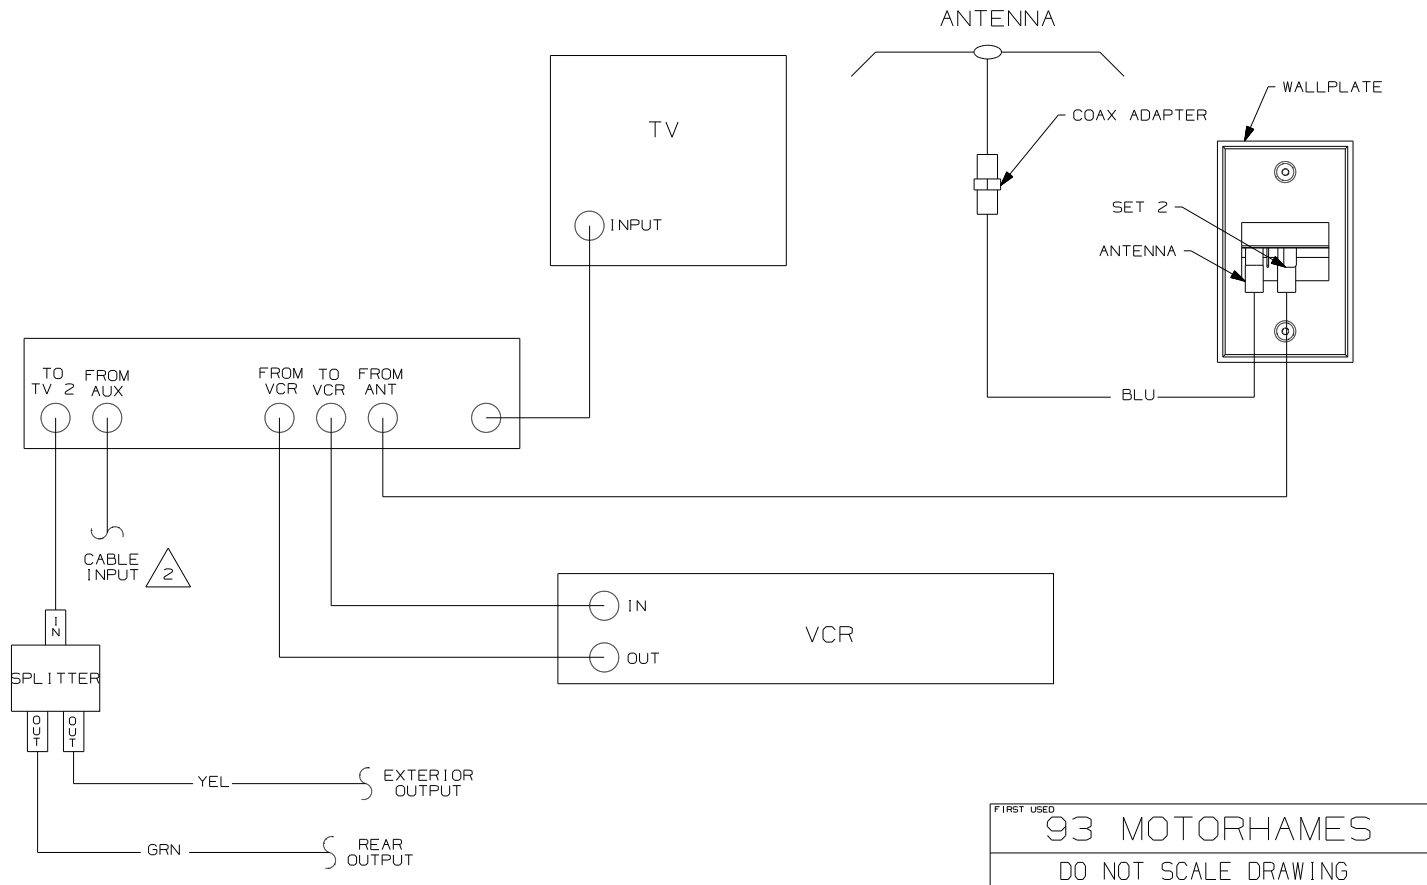 ANTENNA
WALLPLATE
COAX ADAPTER
TV
SET 2
INPUT
ANTENNA
TO
TV 2
FROM
AUX
FROM
VCR
TO
VCR
FROM
ANT
BLU
CABLE
INPUT
2
IN
IN
VCR
OUT
SPLITTER
OUT
OUT
YEL
EXTERIOR
OUTPUT
GRN
REAR
OUTPUT
FIRST USED
93 MOTORHAMES
DO NOT SCALE DRAWING